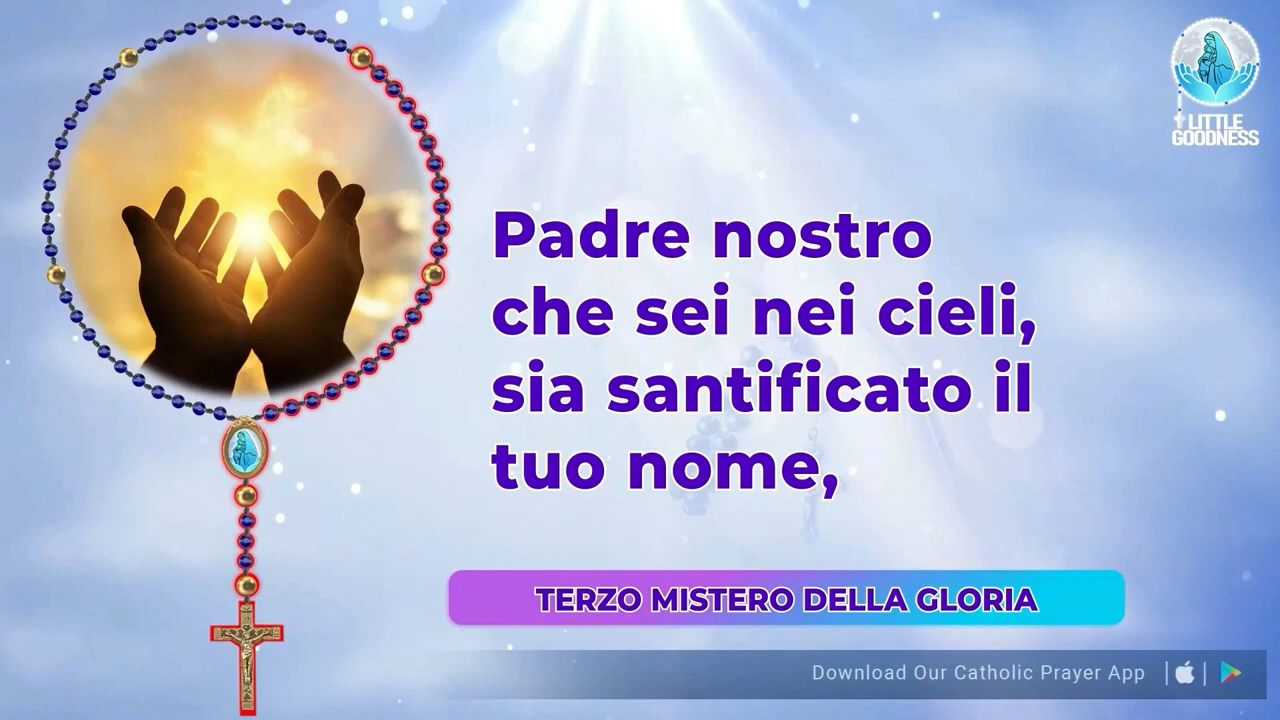 LITTLE
GOODNESS
Padre nostro
che sei nei cieli,
sia santificato il
tuo nome,
TERZO MISTERO DELLA GLORIA
Download Our Catholic Prayer App